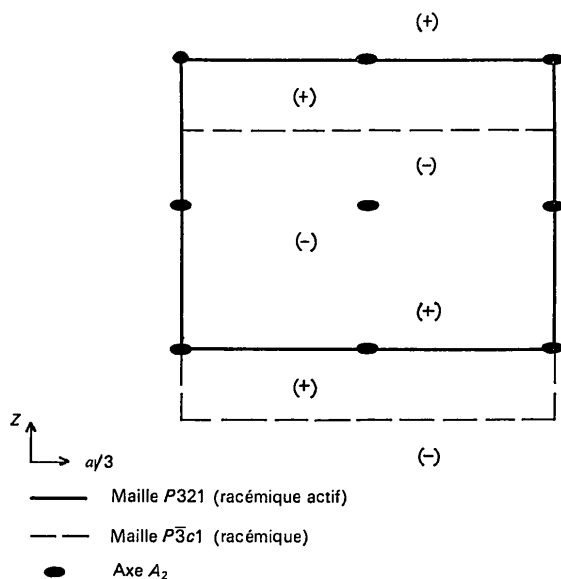 (+)
(+)
(−)
(−)
(+)
(+)
(−)
Z
a√3
Maille P321 (racémique actif)
Maille P3̅c1 (racémique)
Axe A₂